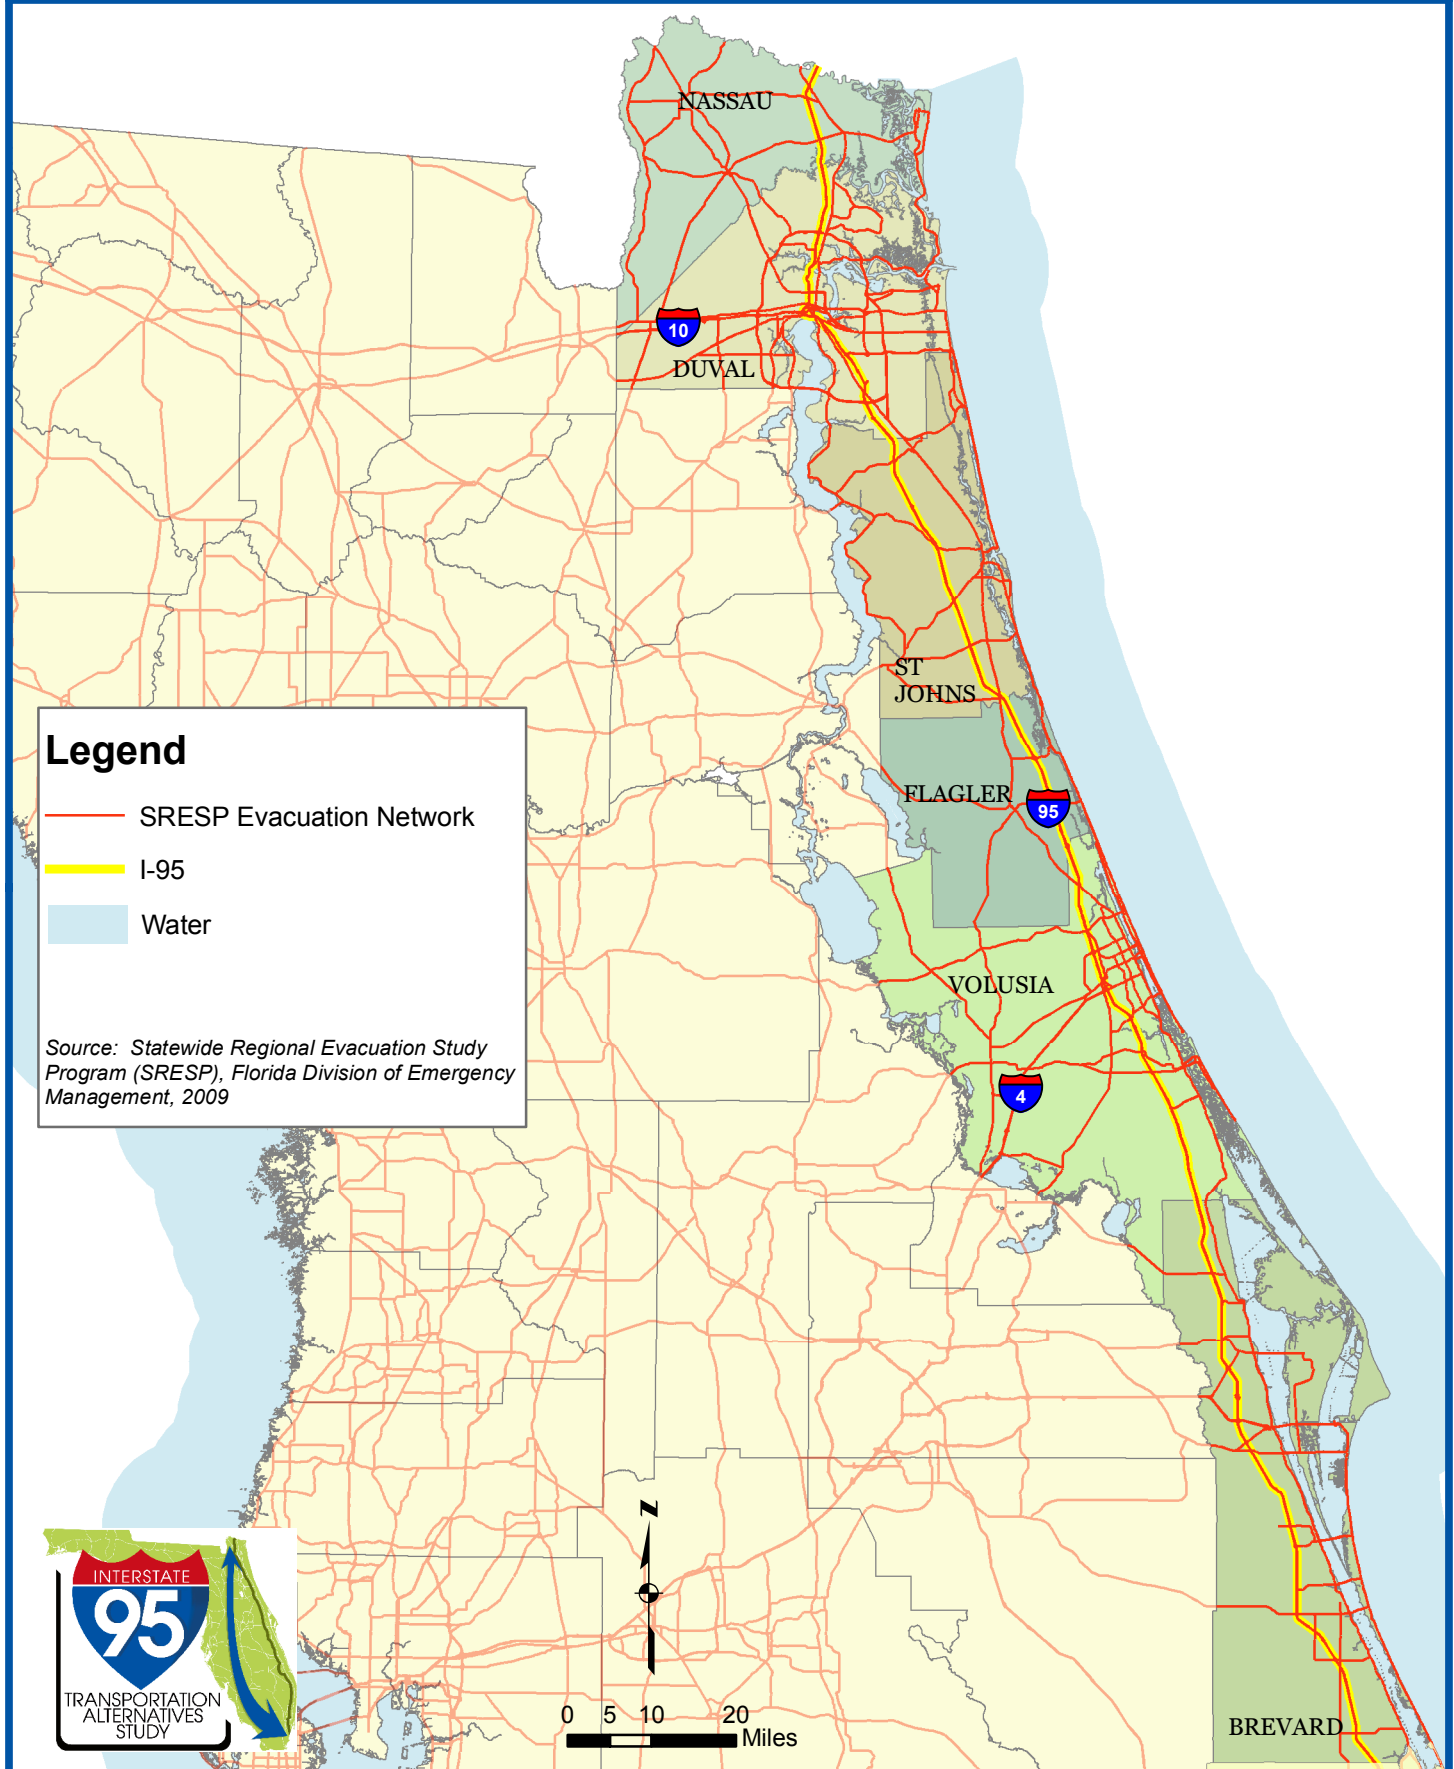 NASSAU
10
DUVAL
ST
JOHNS
Legend
SRESP Evacuation Network
I-95
Water
Source: Statewide Regional Evacuation Study
Program (SRESP), Florida Division of Emergency
Management, 2009
FLAGLER
95
VOLUSIA
4
N
INTERSTATE
95
TRANSPORTATION
ALTERNATIVES
STUDY
0 5 10 20
Miles
BREVARD